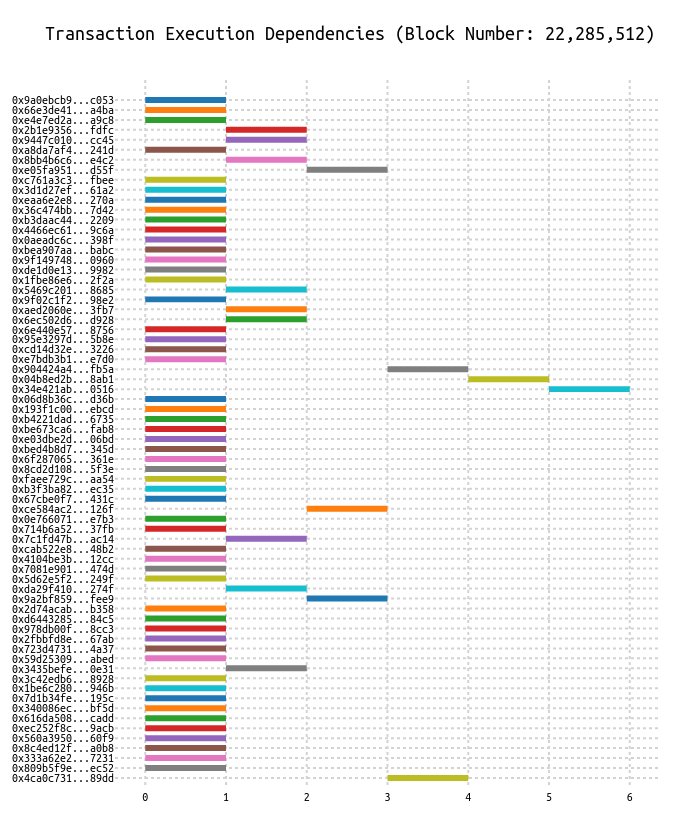 Transaction Execution Dependencies (Block Number: 22,285,512)
0x9a0ebcb9...c053
0x66e3de41...a4ba
0xe4e7ed2a...a9c8
0x2b1e9356...fdfc
0x9447c010...cc45
0xa8da7af4...241d
0x8bb4b6c6...e4c2
0xe05fa951...d55f
0xc761a3c3...fbee
0x3d1d27ef...61a2
0xeaa6e2e8...270a
0x36c474bb...7d42
0xb3daac44...2209
0x4466ec61...9c6a
0x0aeadc6c...398f
0xbea907aa...babc
0x9f149748...0960
0xde1d0e13...9982
0x1fbe86e6...2f2a
0x5469c201...8685
0x9f02c1f2...98e2
0xaed2060e...3fb7
0x6ec502d6...d928
0x6e440e57...8756
0x95e3297d...5b8e
0xcd14d32e...3226
0xe7bdb3b1...e7d0
0x904424a4...fb5a
0x04b8ed2b...8ab1
0x34e421ab...0516
0x06d8b36c...d36b
0x193f1c00...ebcd
0xb4221dad...6735
0xbe673ca6...fab8
0xe03dbe2d...06bd
0xbed4b8d7...345d
0x6f287065...361e
0x8cd2d108...5f3e
0xfaee729c...aa54
0xb3f3ba82...ec35
0x67cbe0f7...431c
0xce584ac2...126f
0x0e766071...e7b3
0x714b6a52...37fb
0x7c1fd47b...ac14
0xcab522e8...48b2
0x4104be3b...12cc
0x7081e901...474d
0x5d62e5f2...249f
0xda29f410...274f
0x9a2bf859...fee9
0x2d74acab...b358
0xd6443285...84c5
0x978db00f...8cc3
0x2fbbfd8e...67ab
0x723d4731...4a37
0x59d25309...abed
0x3435befe...0e31
0x3c42edb6...8928
0x1be6c280...946b
0x7d1b34fe...195c
0x340086ec...bf5d
0x616da508...cadd
0xec252f8c...9acb
0x560a3950...60f9
0x8c4ed12f...a0b8
0x333a62e2...7231
0x809b5f9e...ec52
0x4ca0c731...89dd
0 1 2 3 4 5 6